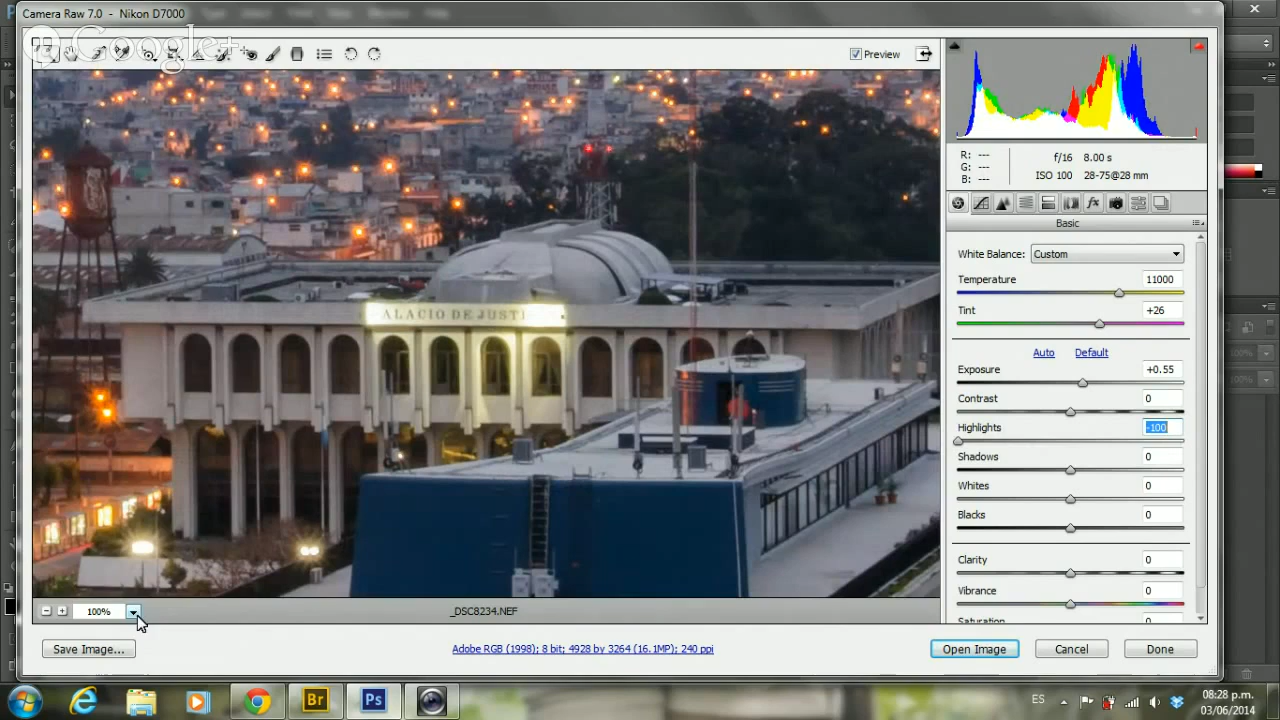 Camera Raw 7.0 - Nikon D7000
Google+
Preview
R: ---
G: ---
B: ---
f/16 8.00 s
ISO 100 28-75@28 mm
fx
Basic
White Balance: Custom
Temperature 11000
Tint +26
Auto Default
Exposure +0.55
Contrast 0
Highlights -100
Shadows 0
Whites 0
Blacks 0
Clarity 0
Vibrance 0
Saturation
ALACIO DE JUSTI
100%
_DSC8234.NEF
Save Image...
Adobe RGB (1998); 8 bit; 4928 by 3264 (16.1MP); 240 ppi
Open Image
Cancel
Done
Br
Ps
ES
08:28 p.m.
03/06/2014